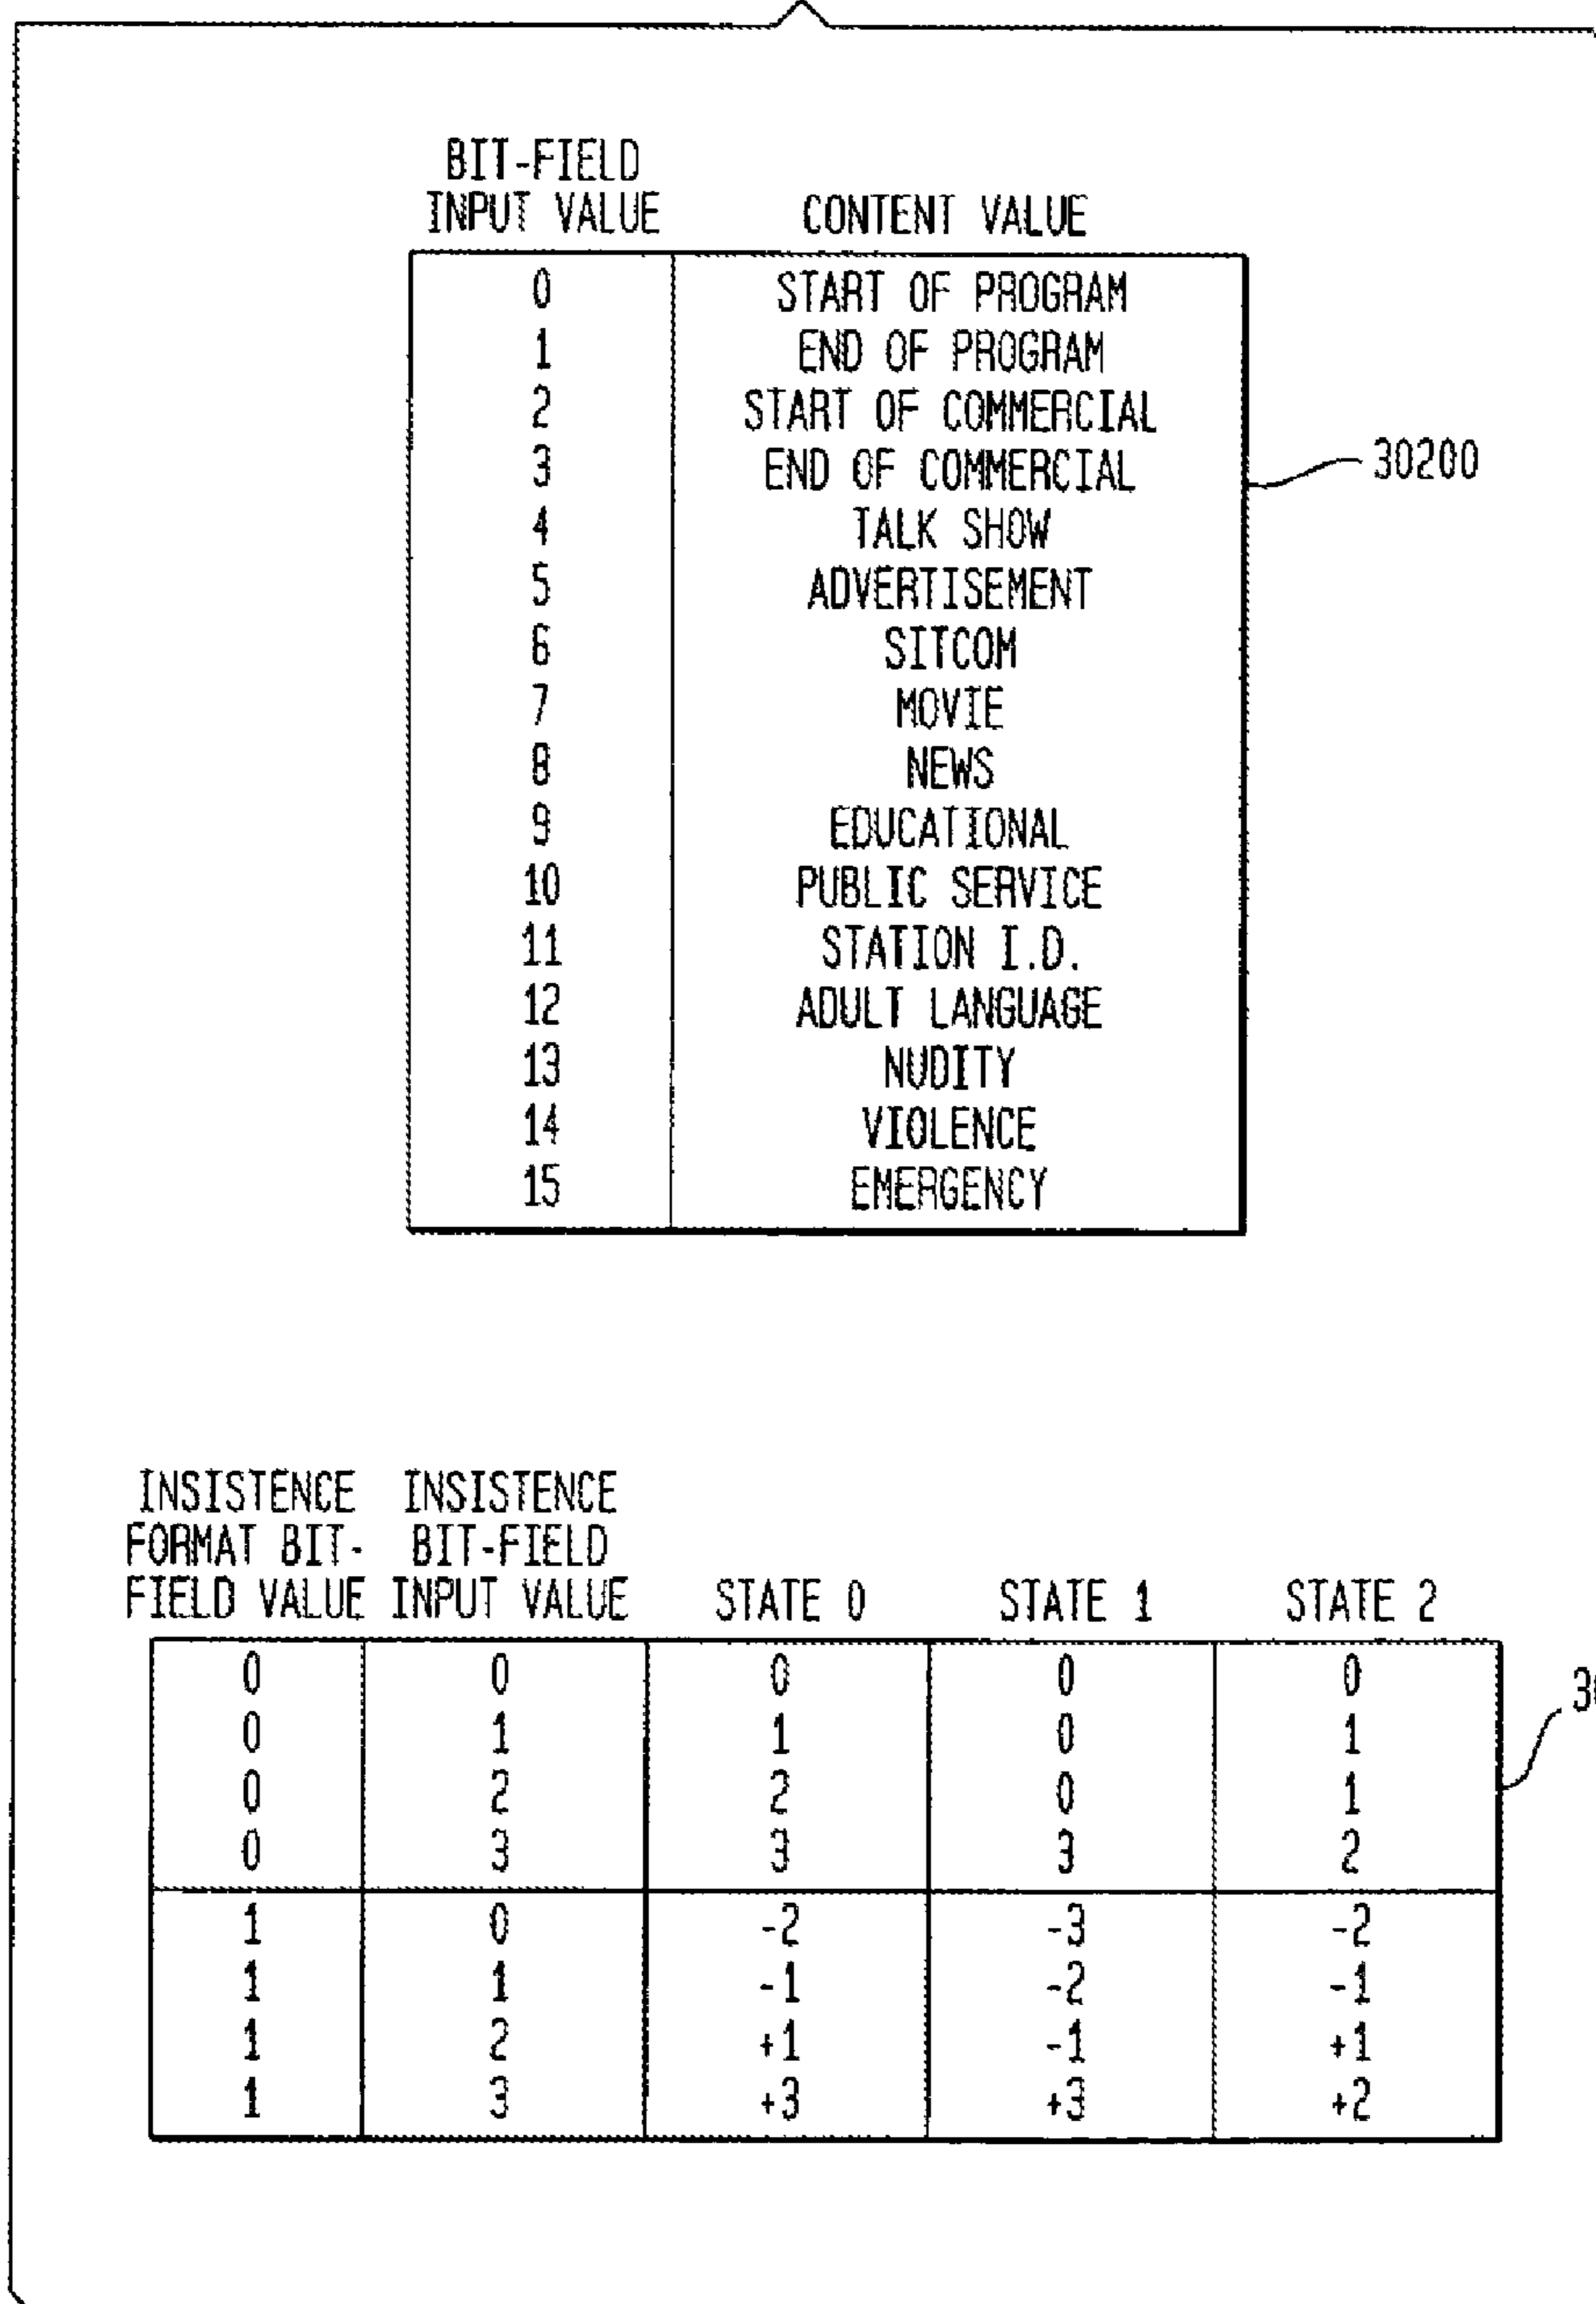 BIT-FIELD
INPUT VALUE CONTENT VALUE
0 START OF PROGRAM
1 END OF PROGRAM
2 START OF COMMERCIAL
3 END OF COMMERCIAL
30200
4 TALK SHOW
5 ADVERTISEMENT
6 SITCOM
7 MOVIE
8 NEWS
9 EDUCATIONAL
10 PUBLIC SERVICE
11 STATION I.D.
12 ADULT LANGUAGE
13 NUDITY
14 VIOLENCE
15 EMERGENCY
INSISTENCE INSISTENCE
FORMAT BIT- BIT-FIELD
FIELD VALUE INPUT VALUE STATE 0 STATE 1 STATE 2
0 0 0 0 0
0 1 1 0 1
0 2 2 0 1
0 3 3 3 2
1 0 -2 -3 -2
1 1 -1 -2 -1
1 2 +1 -1 +1
1 3 +3 +3 +2